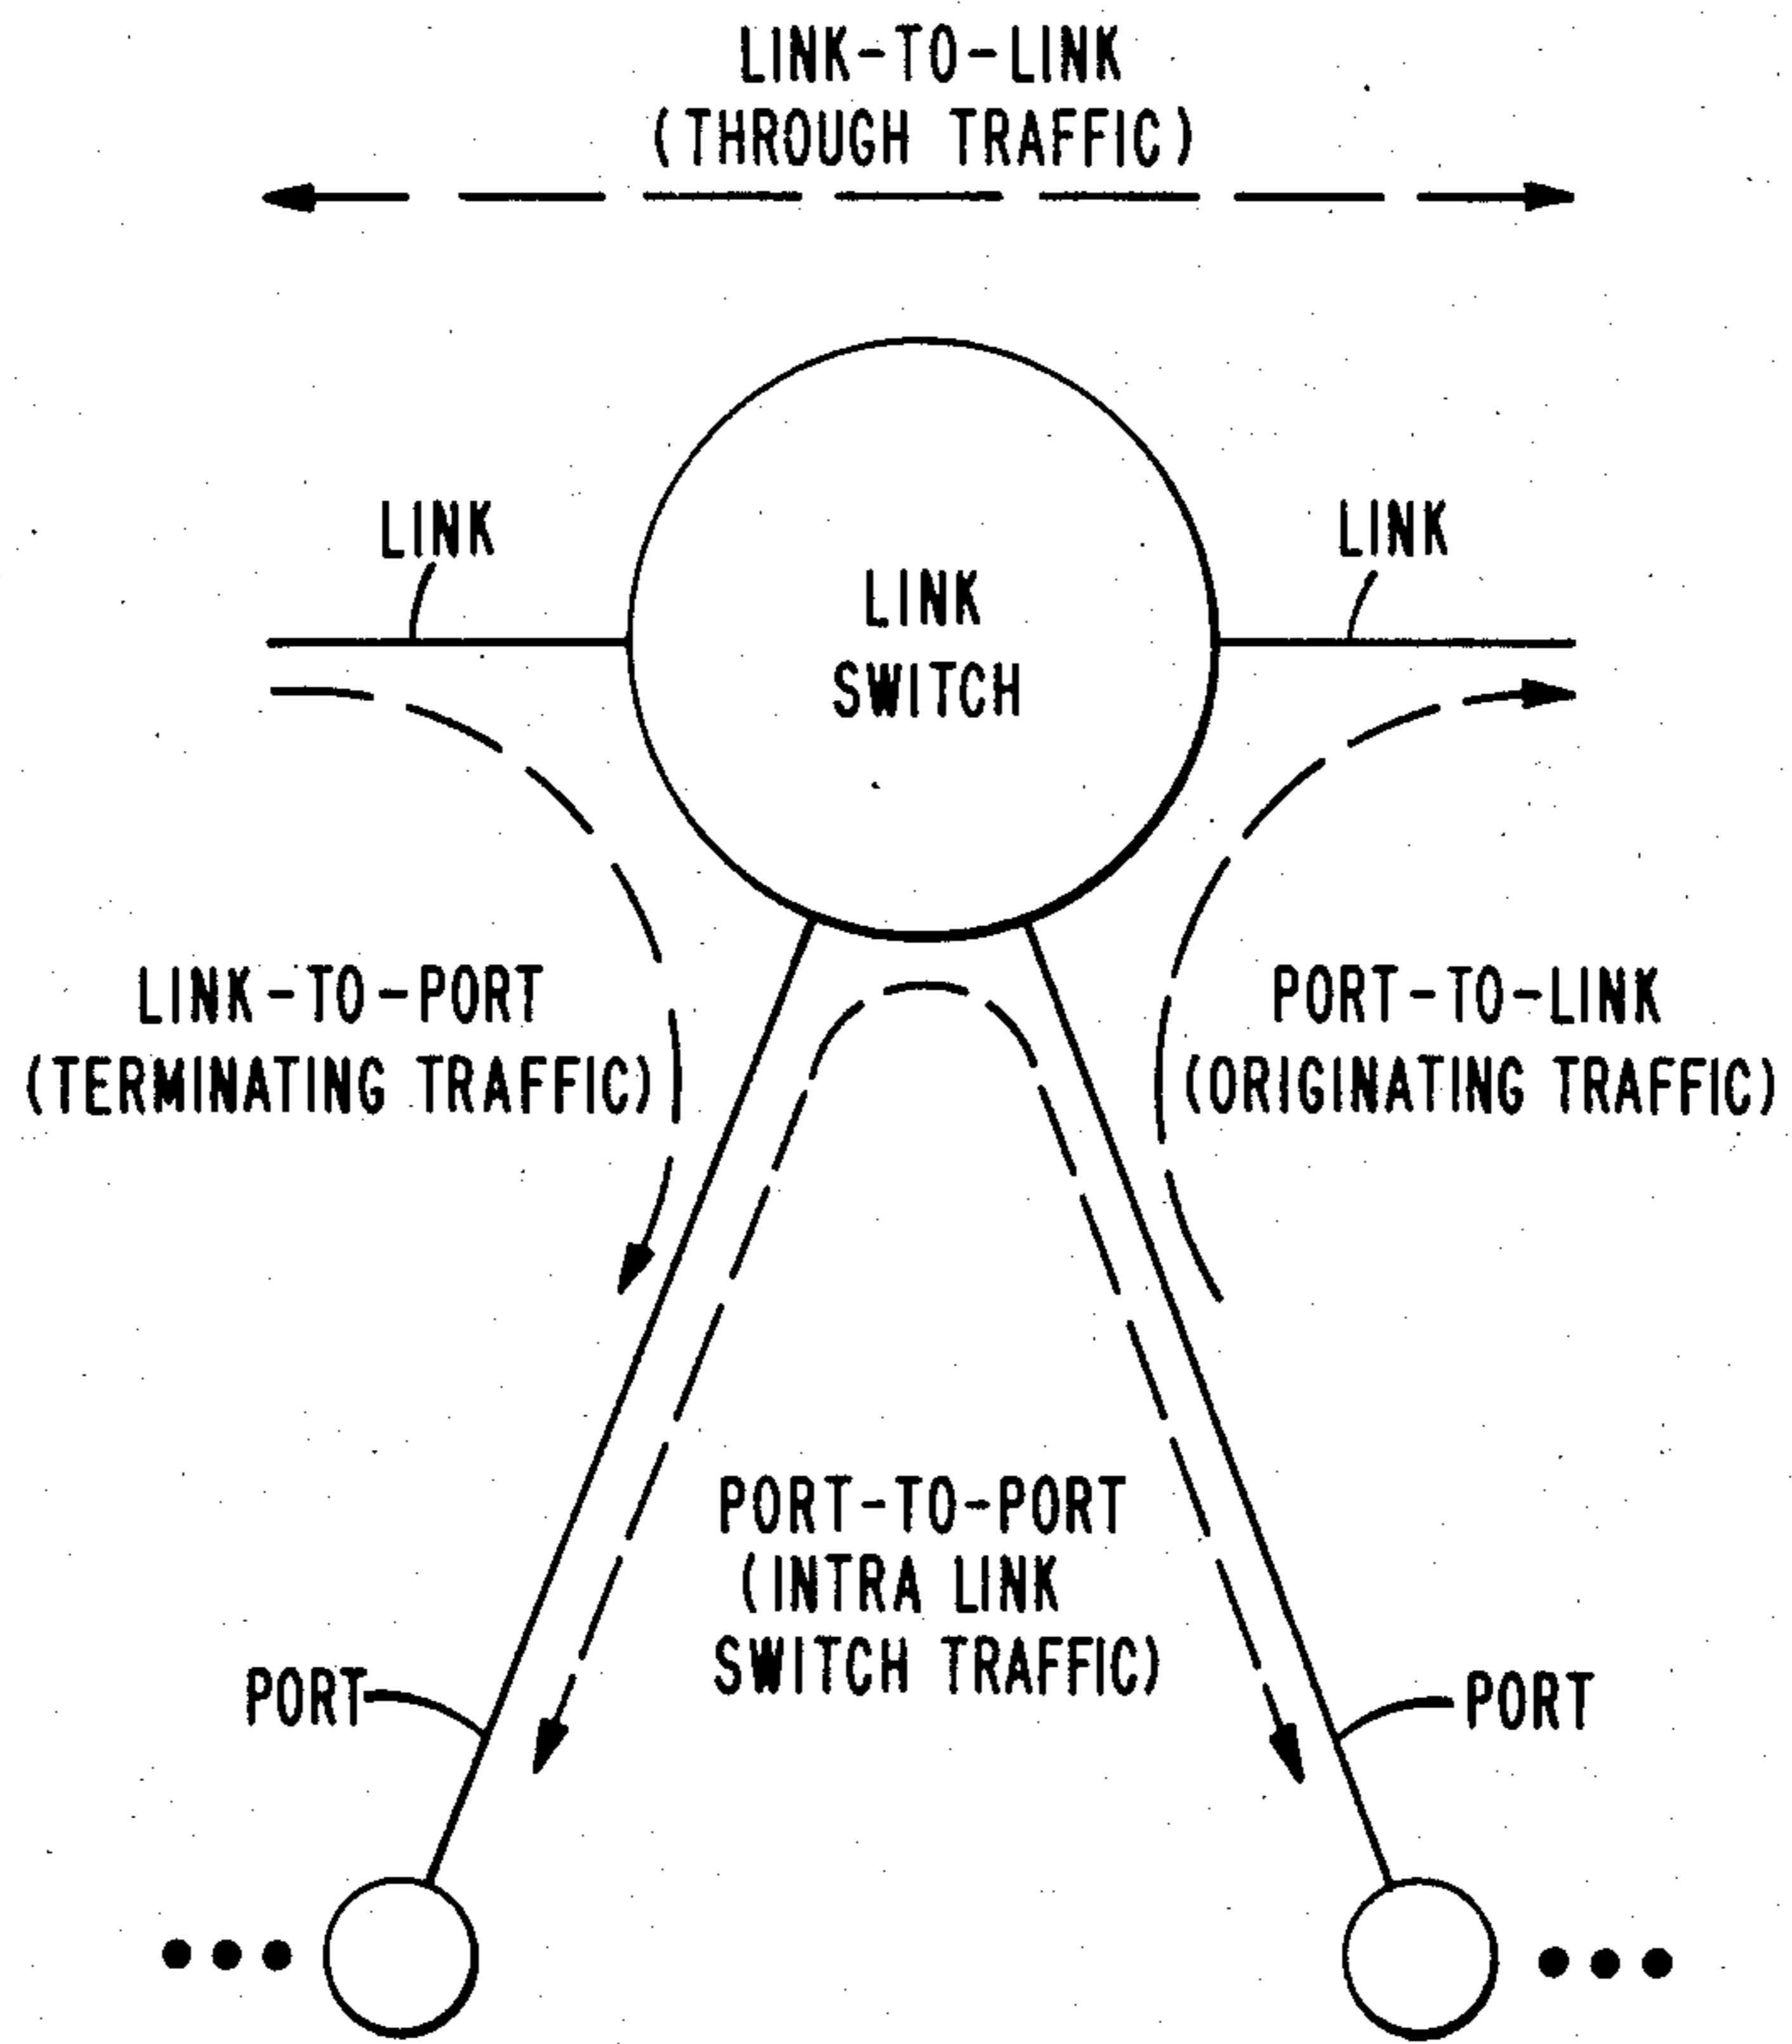 LINK-TO-LINK
(THROUGH TRAFFIC)
LINK
LINK
LINK
SWITCH
LINK-TO-PORT
(TERMINATING TRAFFIC)
PORT-TO-LINK
(ORIGINATING TRAFFIC)
PORT-TO-PORT
(INTRA LINK
SWITCH TRAFFIC)
PORT
PORT